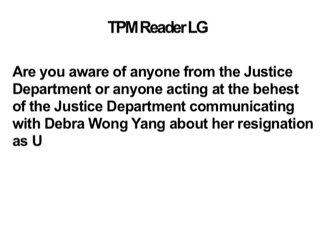 TPM Reader LG
Are you aware of anyone from the Justice
Department or anyone acting at the behest
of the Justice Department communicating
with Debra Wong Yang about her resignation
as U